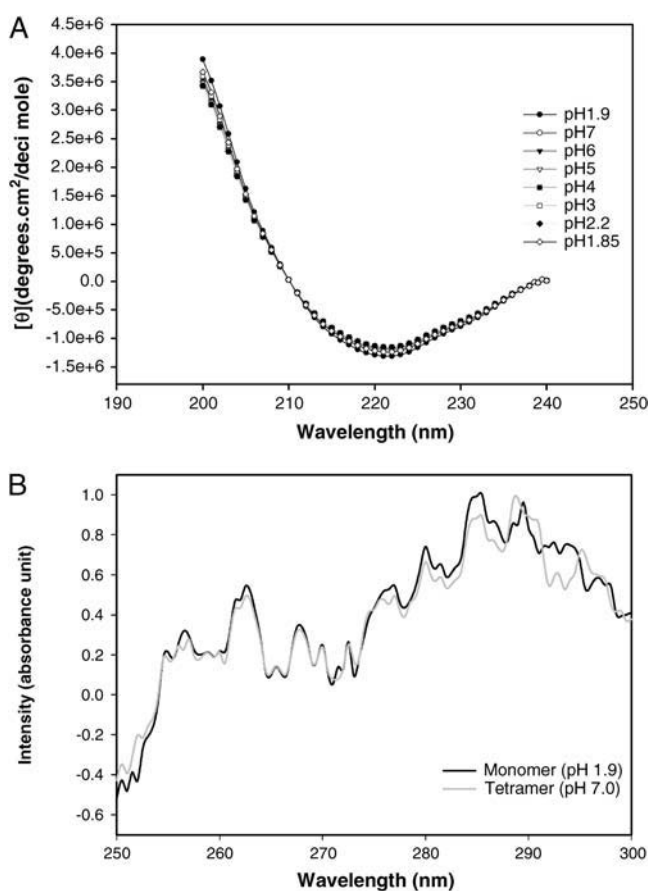 A
4.5e+6
4.0e+6
3.5e+6
3.0e+6
2.5e+6
2.0e+6
1.5e+6
1.0e+6
5.0e+5
0.0
-5.0e+5
-1.0e+6
-1.5e+6
[θ](degrees.cm²/deci mole)
pH1.9
pH7
pH6
pH5
pH4
pH3
pH2.2
pH1.85
190 200 210 220 230 240 250
Wavelength (nm)
B
1.0
0.8
0.6
0.4
0.2
0.0
-0.2
-0.4
-0.6
Intensity (absorbance unit)
Monomer (pH 1.9)
Tetramer (pH 7.0)
250 260 270 280 290 300
Wavelength (nm)